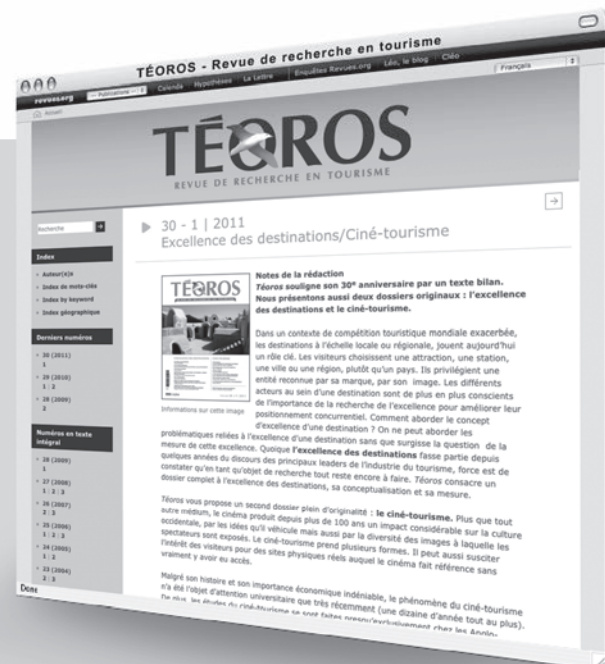 TÉOROS - Revue de recherche en tourisme
revues.org
-- Publications --
Calenda Hypothèses La Lettre Enquêtes Revues.org Léo, le blog Cléo
Français
Accueil
TÉOROS
REVUE DE RECHERCHE EN TOURISME
Recherche
Index
Auteur(e)s
Index de mots-clés
Index by keyword
Index géographique
Derniers numéros
30 (2011)
1
29 (2010)
1 : 2
28 (2009)
2
Numéros en texte
intégral
28 (2009)
1
27 (2008)
1 : 2 : 3
26 (2007)
2 : 3
25 (2006)
1 : 2 : 3
24 (2005)
1 : 2
23 (2004)
2 : 3
30 - 1 | 2011
Excellence des destinations/Ciné-tourisme
TÉOROS
Informations sur cette image
Notes de la rédaction
Téoros souligne son 30e anniversaire par un texte bilan.
Nous présentons aussi deux dossiers originaux : l'excellence
des destinations et le ciné-tourisme.
Dans un contexte de compétition touristique mondiale exacerbée,
les destinations à l'échelle locale ou régionale, jouent aujourd'hui
un rôle clé. Les visiteurs choisissent une attraction, une station,
une ville ou une région, plutôt qu'un pays. Ils privilégient une
entité reconnue par sa marque, par son image. Les différents
acteurs au sein d'une destination sont de plus en plus conscients
de l'importance de la recherche de l'excellence pour améliorer leur
positionnement concurrentiel. Comment aborder le concept
d'excellence d'une destination ? On ne peut aborder les
problématiques reliées à l'excellence d'une destination sans que surgisse la question de la
mesure de cette excellence. Quoique l'excellence des destinations fasse partie depuis
quelques années du discours des principaux leaders de l'industrie du tourisme, force est de
constater qu'en tant qu'objet de recherche tout reste encore à faire. Téoros consacre un
dossier complet à l'excellence des destinations, sa conceptualisation et sa mesure.
Téoros vous propose un second dossier plein d'originalité : le ciné-tourisme. Plus que tout
autre médium, le cinéma produit depuis plus de 100 ans un impact considérable sur la culture
occidentale, par les idées qu'il véhicule mais aussi par la diversité des images à laquelle les
spectateurs sont exposés. Le ciné-tourisme prend plusieurs formes. Il peut aussi susciter
l'intérêt des visiteurs pour des sites physiques réels auquel le cinéma fait référence sans
vraiment y avoir eu accès.
Malgré son histoire et son importance économique indéniable, le phénomène du ciné-tourisme
n'a été l'objet d'attention universitaire que très récemment (une dizaine d'année tout au plus).
De plus, les études du ciné-tourisme se sont faites presqu'exclusivement chez les Anglo-
Done